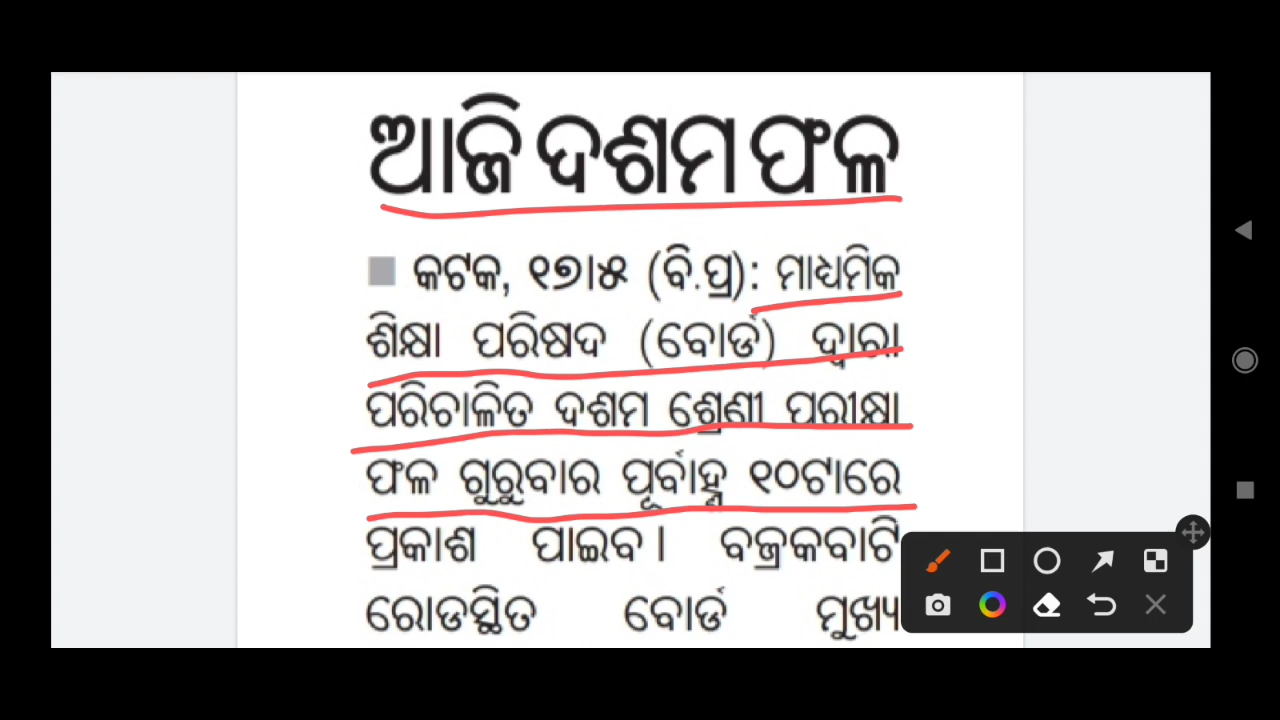 ଆଜି ଦଶମ ଫଳ
କଟକ, ୧୭।୫ (ବି.ପ୍ର): ମାଧ୍ୟମିକ
ଶିକ୍ଷା ପରିଷଦ (ବୋର୍ଡ) ଦ୍ୱାରା
ପରିଚାଳିତ ଦଶମ ଶ୍ରେଣୀ ପରୀକ୍ଷା
ଫଳ ଗୁରୁବାର ପୂର୍ବାହ୍ଣ ୧୦ଟାରେ
ପ୍ରକାଶ ପାଇବ। ବଜ୍ରକବାଟି
ରୋଡସ୍ଥିତ ବୋର୍ଡ ମୁଖ୍ୟ